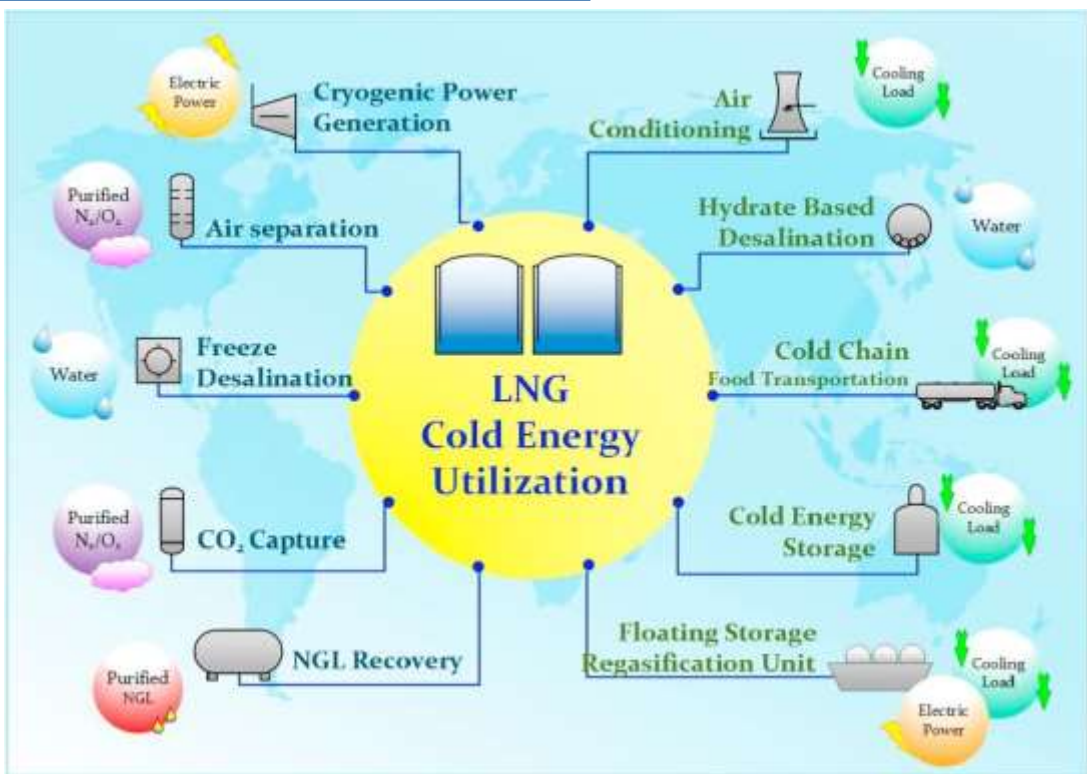 Electric
Power
Cryogenic Power
Generation
Air
Conditioning
Cooling
Load
Purified
N₂/O₂
Air separation
Hydrate Based
Desalination
Water
Water
Freeze
Desalination
LNG
Cold Energy
Utilization
Cold Chain
Food Transportation
Cooling
Load
Purified
N₂/O₂
CO₂ Capture
Cold Energy
Storage
Cooling
Load
Purified
NGL
NGL Recovery
Floating Storage
Regasification Unit
Cooling
Load
Electric
Power